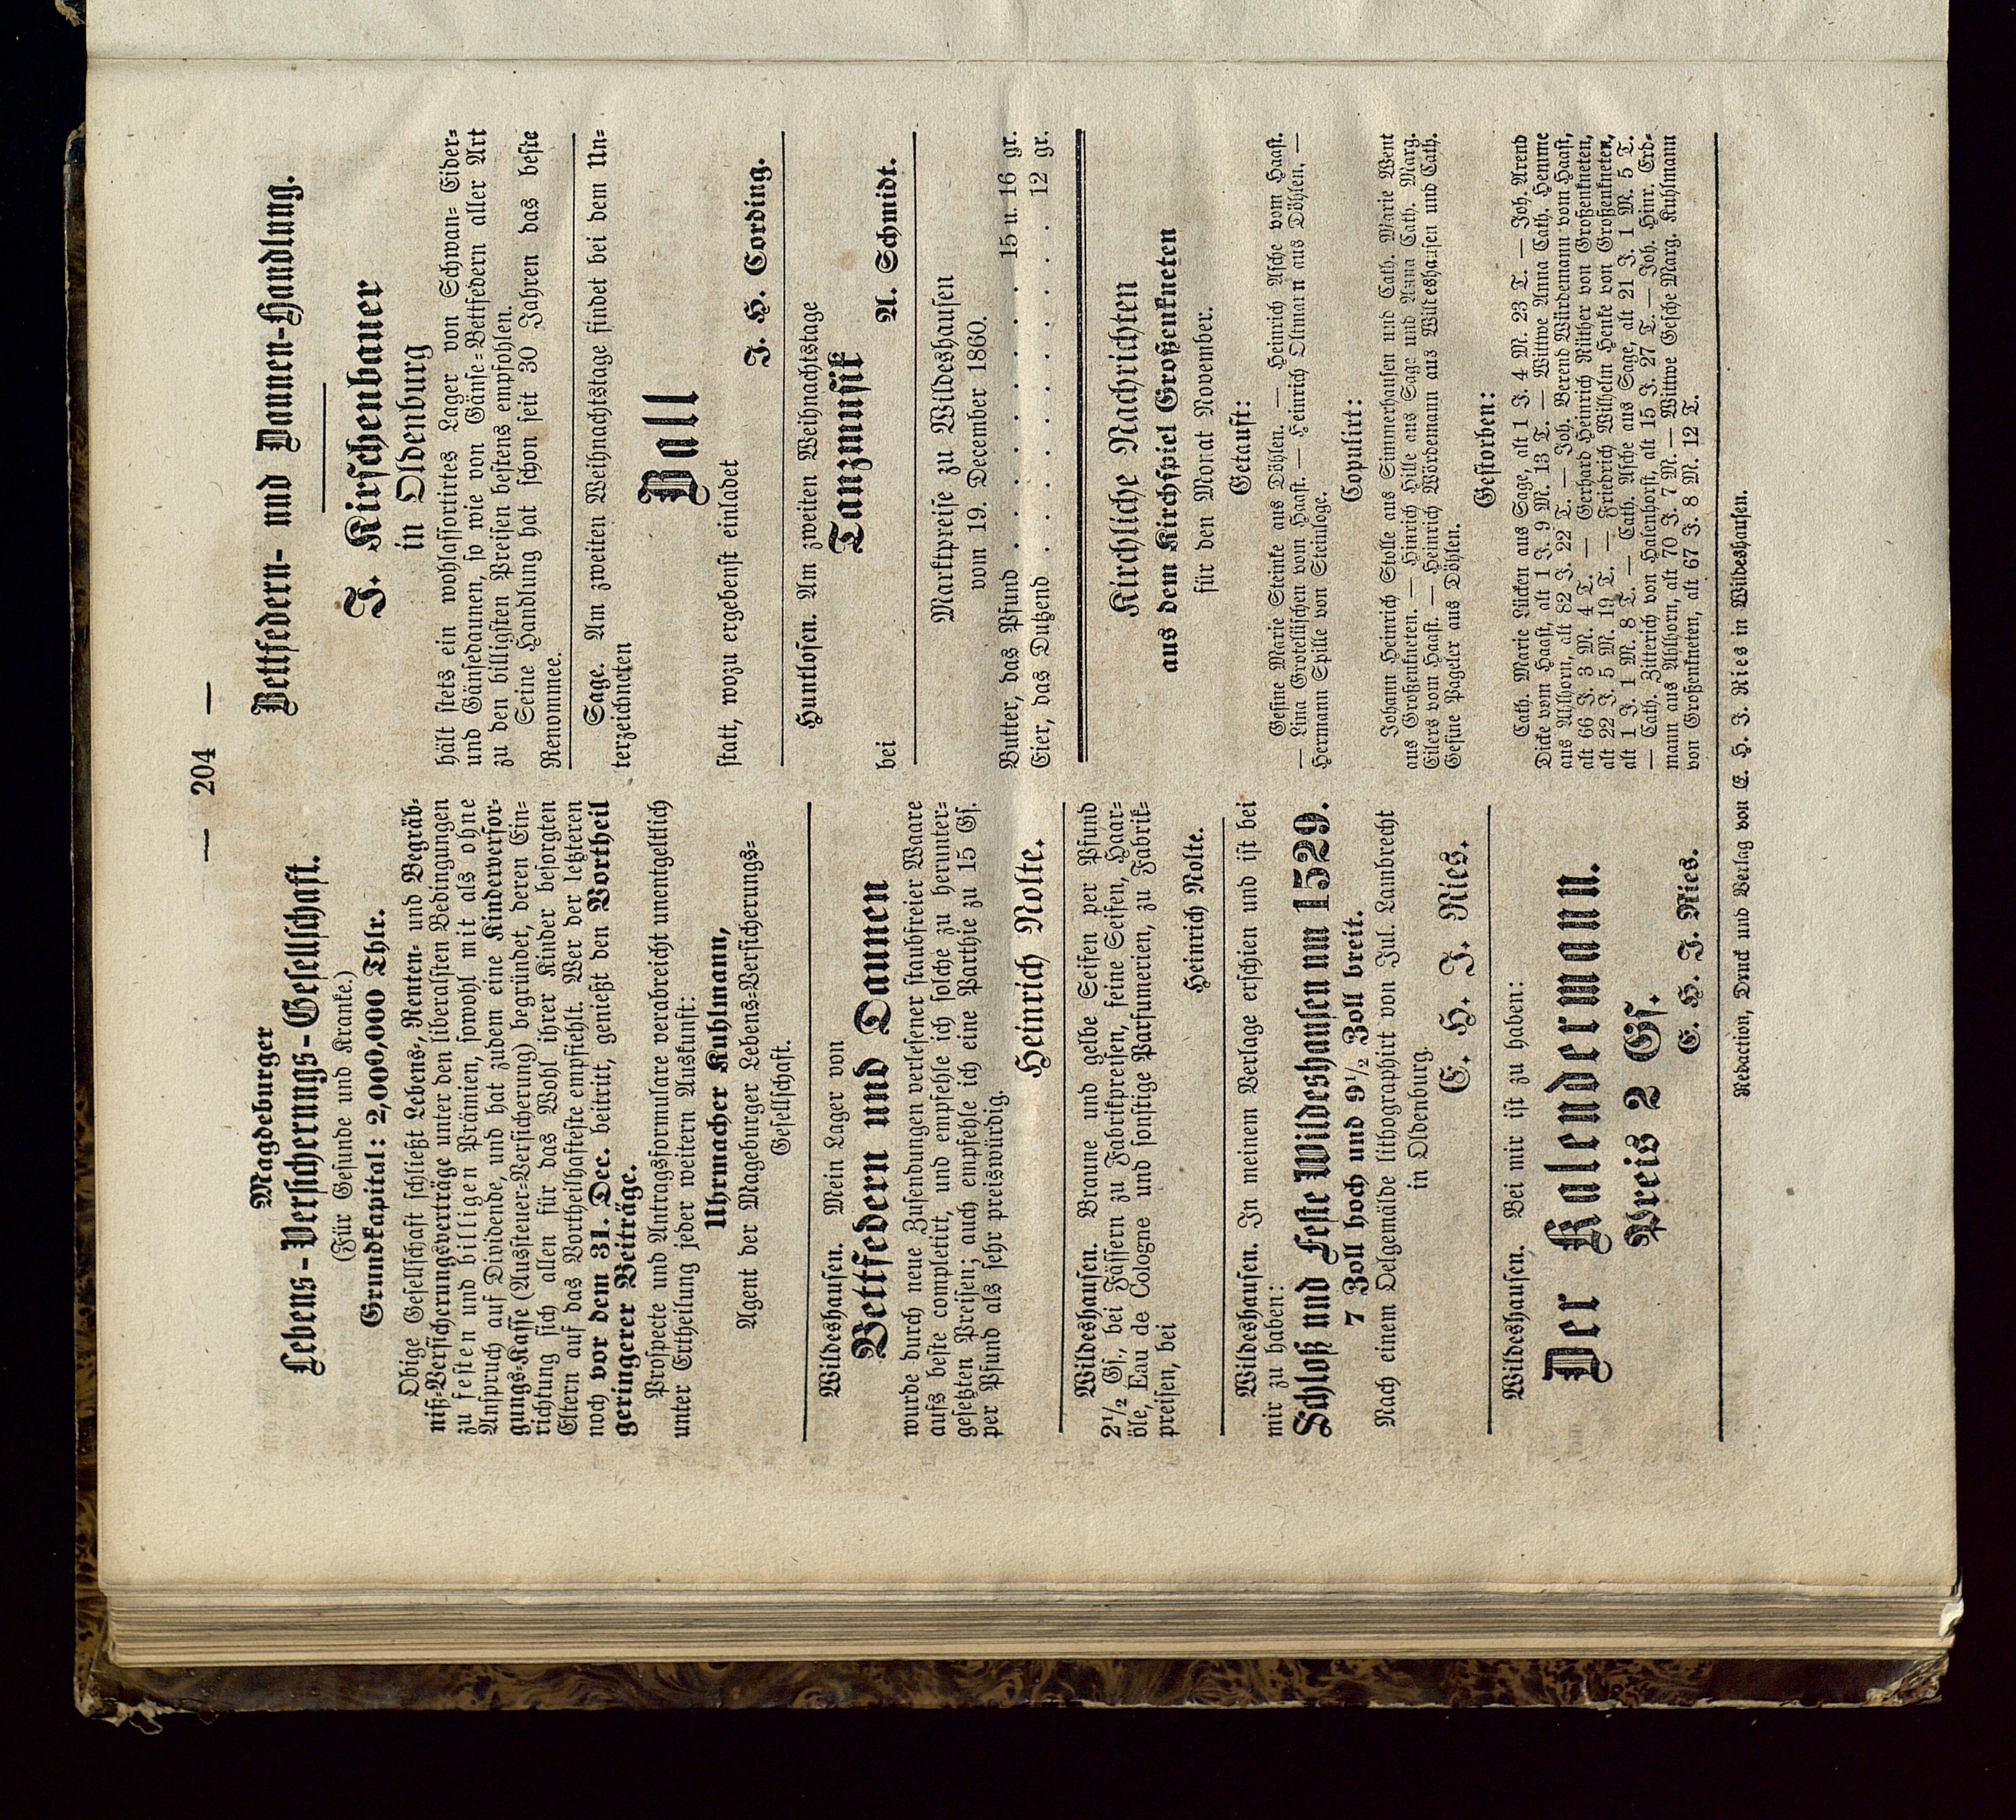 — 204 —
Magdeburger
Lebens-Versicherungs-Gesellschaft.
(Für Gesunde und Kranke.)
Grundkapital: 2,000,000 Thlr.
Obige Gesellschaft schließt Lebens-, Renten- und Begräb-
niß-Versicherungsverträge unter den liberalsten Bedingungen
zu festen und billigen Prämien, sowohl mit als ohne
Anspruch auf Dividende, und hat zudem eine Kinderversor-
gungs-Kasse (Aussteuer-Versicherung) begründet, deren Ein-
richtung sich allen für das Wohl ihrer Kinder besorgten
Eltern auf das Vortheilhafteste empfiehlt. Wer der letzteren
noch vor dem 31. Dec. beitritt, genießt den Vortheil
geringerer Beiträge.
Prospecte und Antragsformulare verabreicht unentgeltlich
unter Ertheilung jeder weitern Auskunft:
Uhrmacher Kuhlmann,
Agent der Mageburger Lebens-Versicherungs-
Gesellschaft.
Wildeshausen. Mein Lager von
Bettfedern und Daunen
wurde durch neue Zusendungen verlesener staubfreier Waare
aufs beste completirt, und empfehle ich solche zu herunter-
gesetzten Preisen; auch empfehle ich eine Parthie zu 15 Gs.
per Pfund als sehr preiswürdig.
Heinrich Nolte.
Wildeshausen. Braune und gelbe Seifen per Pfund
2½ Gs., bei Fässern zu Fabrikpreisen, feine Seifen, Haar-
öle, Eau de Cologne und sonstige Parfumerien, zu Fabrik-
preisen, bei
Heinrich Nolte.
Wildeshausen. In meinem Verlage erschien und ist bei
mir zu haben:
Schloß und Feste Wildeshausen um 1529.
7 Zoll hoch und 9½ Zoll breit.
Nach einem Oelgemälde lithographirt von Jul. Lambrecht
in Oldenburg.
C. H. J. Ries.
Wildeshausen. Bei mir ist zu haben:
Der Kalendermann.
Preis 2 Gs.
C. H. J. Ries.
Bettfedern- und Daunen-Handlung.
F. Kirschenbauer
in Oldenburg
hält stets ein wohlassortirtes Lager von Schwan- Eider-
und Gänsedaunen, so wie von Gänse-Bettfedern aller Art
zu den billigsten Preisen bestens empfohlen.
Seine Handlung hat schon seit 30 Jahren das beste
Renommee.
Sage. Am zweiten Weihnachtstage findet bei dem Un-
terzeichneten
Ball
statt, wozu ergebenst einladet
J. H. Cording.
Huntlosen. Am zweiten Weihnachtstage
Tanzmusik
bei A. Schmidt.
Marktpreise zu Wildeshausen
vom 19. December 1860.
Butter, das Pfund . . . . . . . . . 15 u. 16 gr.
Eier, das Dutzend . . . . . . . . . . . 12 gr.
Kirchliche Nachrichten
aus dem Kirchspiel Großenkneten
für den Monat November.
Getauft:
Gesine Marie Steinke aus Döhlen. — Heinrich Asche vom Haast.
— Lina Grotelüschen vom Haast. — Heinrich Oltmann aus Döhlen. —
Hermann Spille von Steinloge.
Copulirt:
Johann Heinrich Stolle aus Simmerhausen und Cath. Marie Went
aus Großenkneten. — Hinrich Hille aus Sage und Anna Cath. Marg.
Eilers vom Haast. — Heinrich Wördemann aus Wildeshausen und Cath.
Gesine Pageler aus Döhlen.
Gestorben:
Cath. Marie Lücken aus Sage, alt 1 J. 4 M. 23 T. — Joh. Arend
Dicke vom Haast, alt 1 J. 9 M. 13 T. — Wittwe Anna Cath. Hemme
aus Ahlhorn, alt 82 J. 22 T. — Joh. Berend Würdemann vom Haast,
alt 66 J. 3 M. 4 T. — Gerhard Heinrich Rüther von Großenkneten,
alt 22 J. 5 M. 19 T. — Friedrich Wilhelm Henke von Großenkneten,
alt 1 J. 1 M. 8 T. — Cath. Asche aus Sage, alt 21 J. 1 M. 5 T.
— Cath. Zitterich von Halenhorst, alt 15 J. 27 T. — Joh. Hinr. Erd-
mann aus Ahlhorn, alt 70 J. 7 M. — Wittwe Gesche Marg. Kuhlmann
von Großenkneten, alt 67 J. 8 M. 12 T.
Redaction, Druck und Verlag von C. H. J. Ries in Wildeshausen.